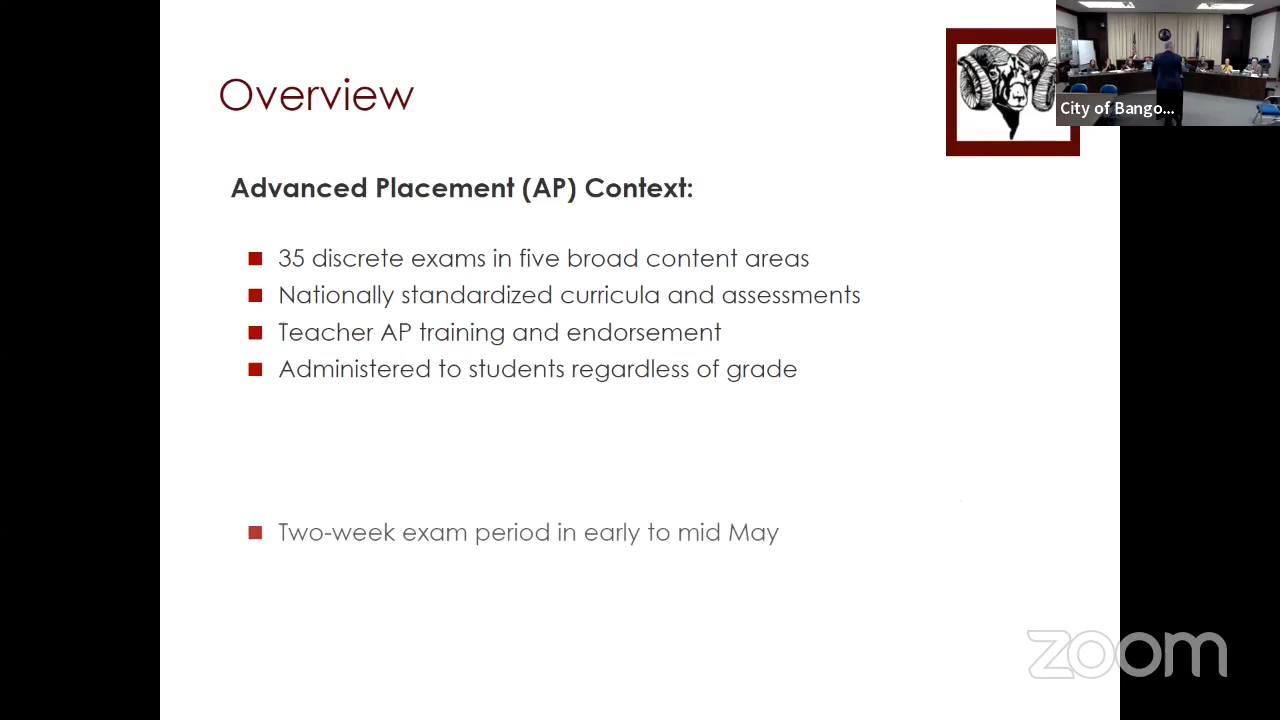 Overview
City of Bango...
Advanced Placement (AP) Context:
35 discrete exams in five broad content areas
Nationally standardized curricula and assessments
Teacher AP training and endorsement
Administered to students regardless of grade
Two-week exam period in early to mid May
zoom